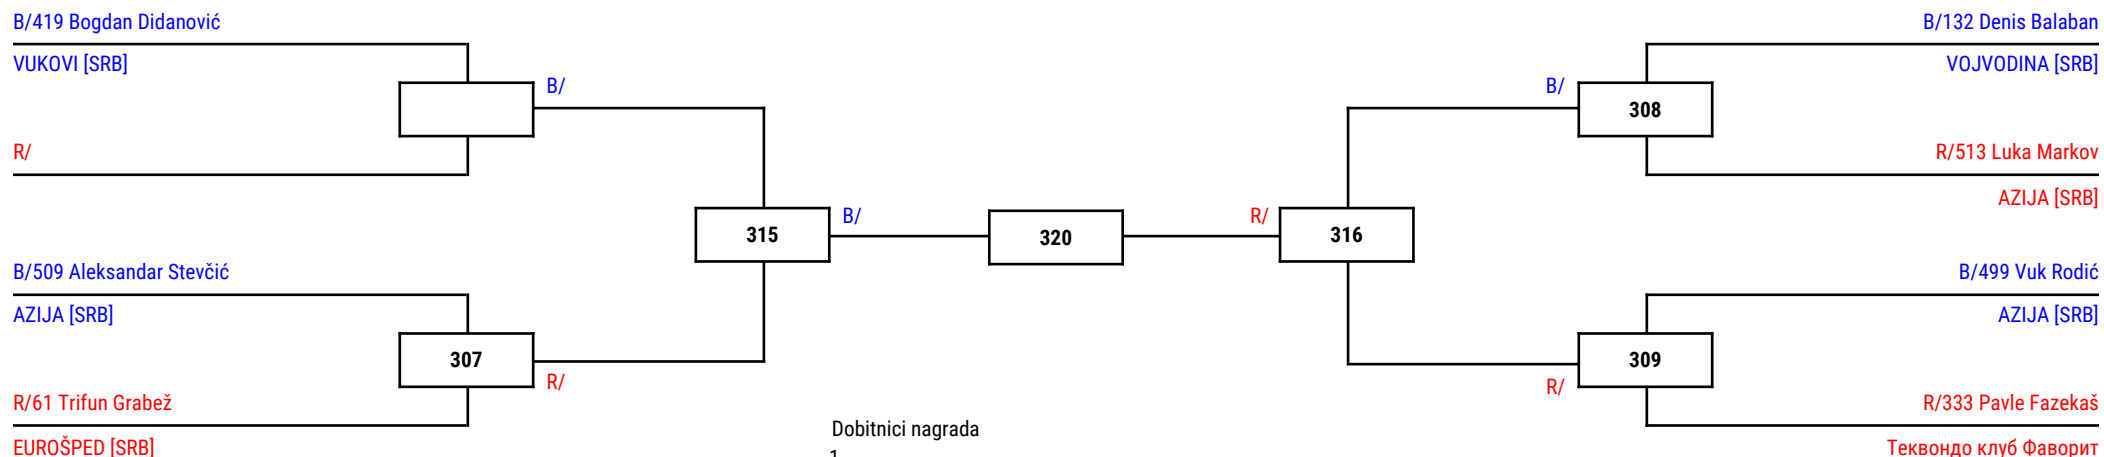 B/419 Bogdan Didanović
VUKOVI [SRB]
B/
R/
B/509 Aleksandar Stevčić
AZIJA [SRB]
307
R/
R/61 Trifun Grabež
EUROŠPED [SRB]
315
B/
320
R/
316
B/132 Denis Balaban
VOJVODINA [SRB]
B/
308
R/513 Luka Markov
AZIJA [SRB]
B/499 Vuk Rodić
AZIJA [SRB]
309
R/
R/333 Pavle Fazekaš
Теквондо клуб Фаворит
Dobitnici nagrada
1